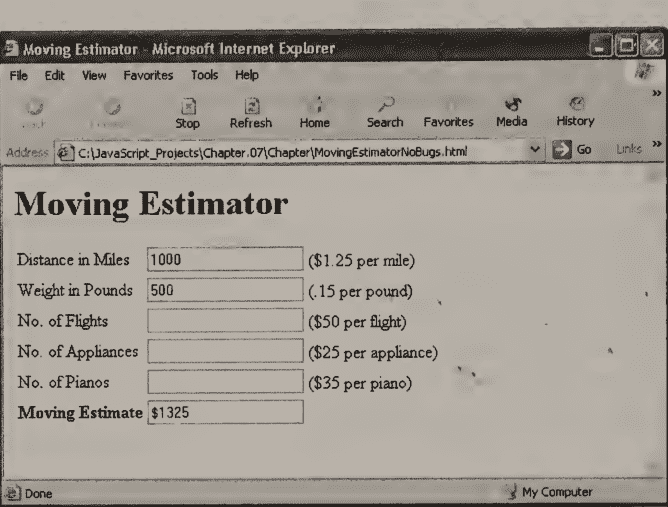 Moving Estimator - Microsoft Internet Explorer
File Edit View Favorites Tools Help
Stop Refresh Home Search Favorites Media History
Address C:\JavaScript_Projects\Chapter.07\Chapter\MovingEstimatorNoBugs.html Go Links »
Moving Estimator
Distance in Miles 1000 ($1.25 per mile)
Weight in Pounds 500 (.15 per pound)
No. of Flights ($50 per flight)
No. of Appliances ($25 per appliance)
No. of Pianos ($35 per piano)
Moving Estimate $1325
Done My Computer